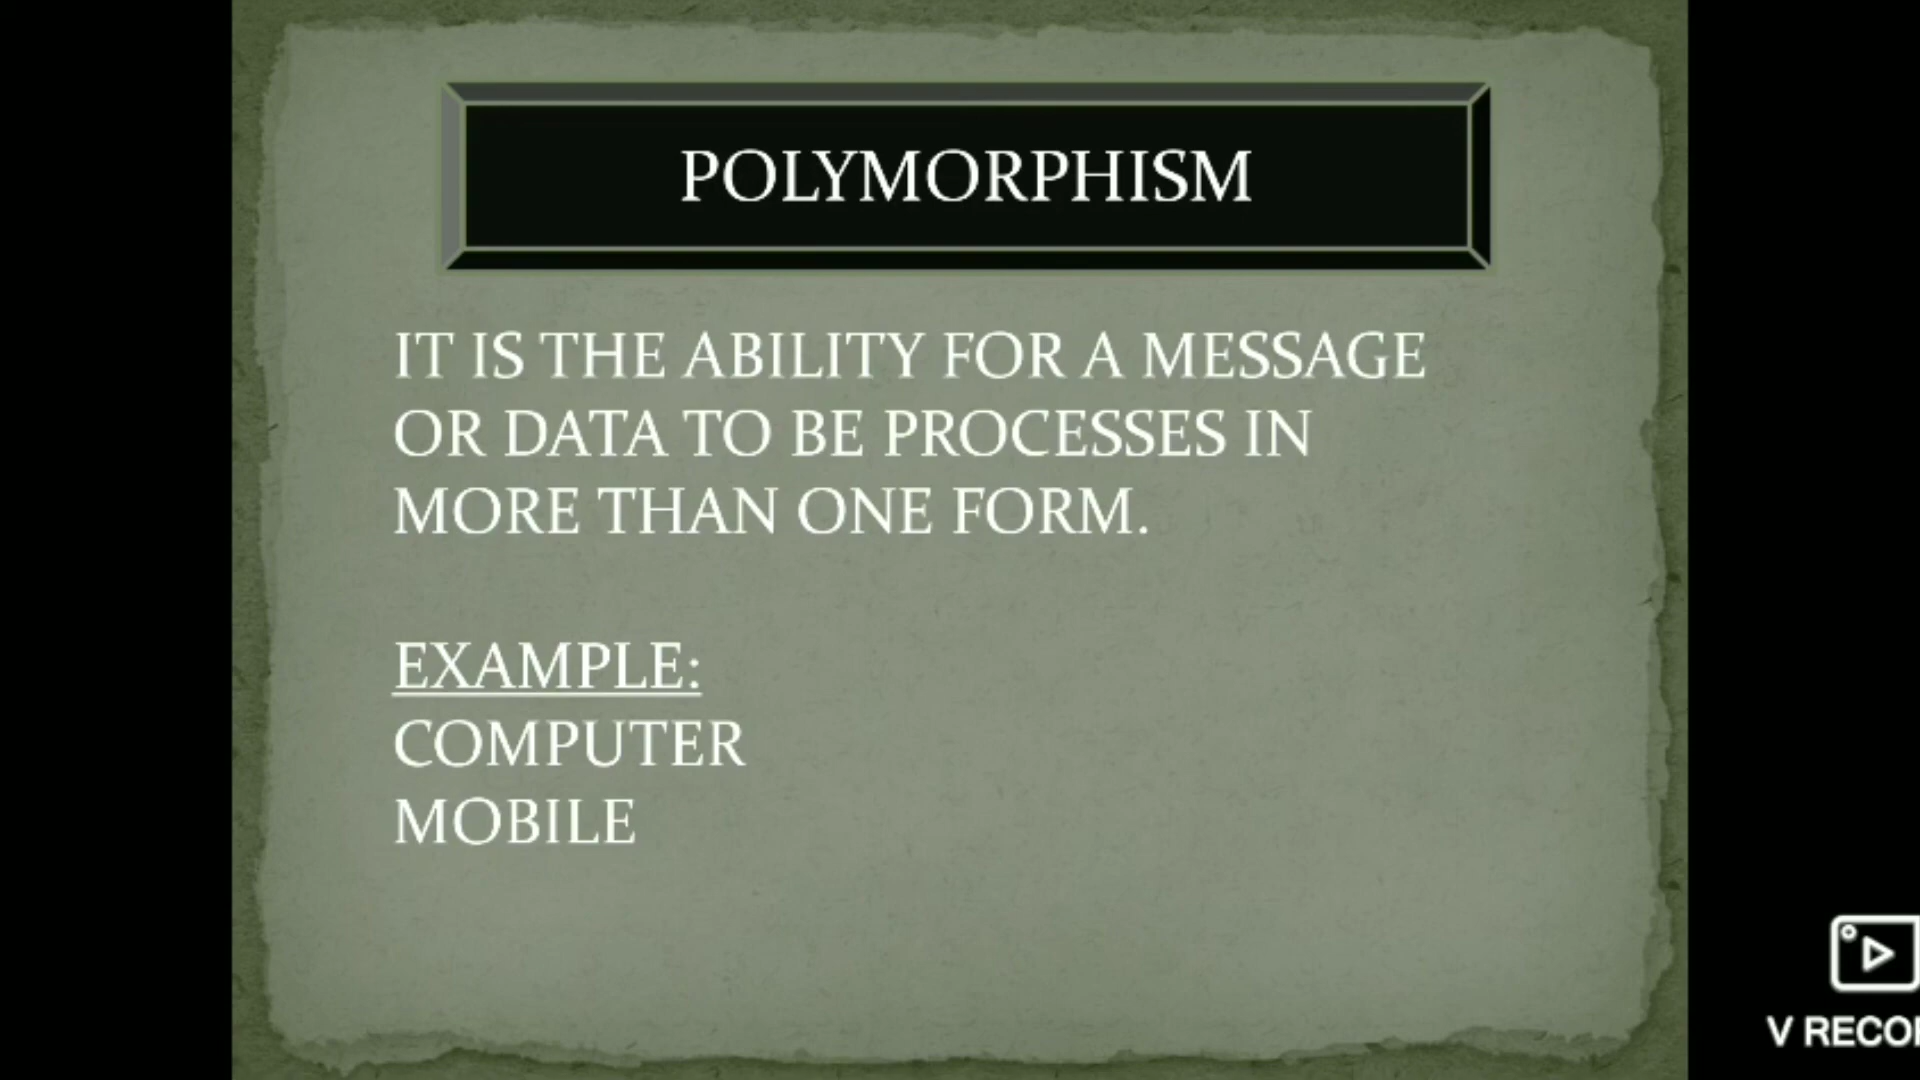 POLYMORPHISM
IT IS THE ABILITY FOR A MESSAGE
OR DATA TO BE PROCESSES IN
MORE THAN ONE FORM.
EXAMPLE:
COMPUTER
MOBILE
V RECOR